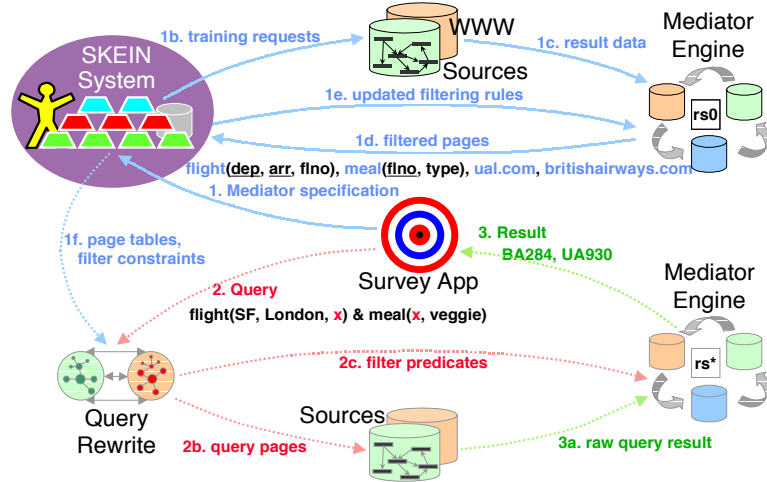 WWW
Sources
Mediator
Engine
SKEIN
System
1b. training requests
1c. result data
1e. updated filtering rules
rs0
1d. filtered pages
flight(dep, arr, flno), meal(flno, type), ual.com, britishairways.com
1. Mediator specification
1f. page tables,
filter constraints
3. Result
BA284, UA930
Survey App
Mediator
Engine
2. Query
flight(SF, London, x) & meal(x, veggie)
2c. filter predicates
rs*
Query
Rewrite
Sources
2b. query pages
3a. raw query result